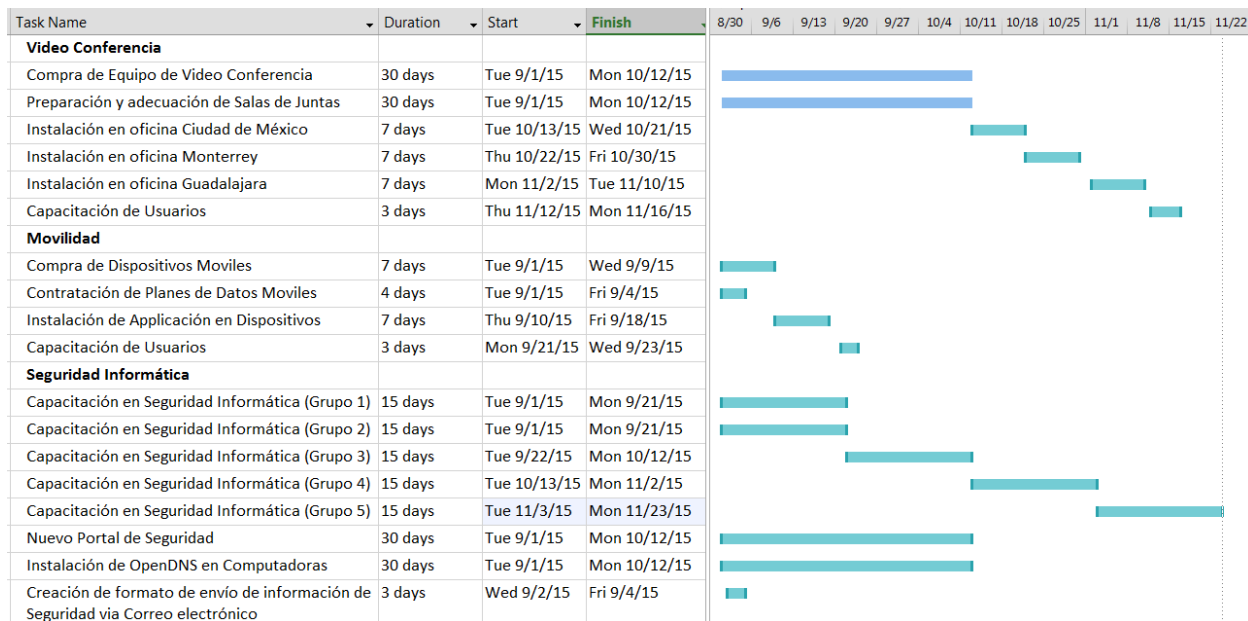 Task Name Duration Start Finish 8/30 9/6 9/13 9/20 9/27 10/4 10/11 10/18 10/25 11/1 11/8 11/15 11/22
Video Conferencia
Compra de Equipo de Video Conferencia 30 days Tue 9/1/15 Mon 10/12/15
Preparación y adecuación de Salas de Juntas 30 days Tue 9/1/15 Mon 10/12/15
Instalación en oficina Ciudad de México 7 days Tue 10/13/15 Wed 10/21/15
Instalación en oficina Monterrey 7 days Thu 10/22/15 Fri 10/30/15
Instalación en oficina Guadalajara 7 days Mon 11/2/15 Tue 11/10/15
Capacitación de Usuarios 3 days Thu 11/12/15 Mon 11/16/15
Movilidad
Compra de Dispositivos Moviles 7 days Tue 9/1/15 Wed 9/9/15
Contratación de Planes de Datos Moviles 4 days Tue 9/1/15 Fri 9/4/15
Instalación de Applicación en Dispositivos 7 days Thu 9/10/15 Fri 9/18/15
Capacitación de Usuarios 3 days Mon 9/21/15 Wed 9/23/15
Seguridad Informática
Capacitación en Seguridad Informática (Grupo 1) 15 days Tue 9/1/15 Mon 9/21/15
Capacitación en Seguridad Informática (Grupo 2) 15 days Tue 9/1/15 Mon 9/21/15
Capacitación en Seguridad Informática (Grupo 3) 15 days Tue 9/22/15 Mon 10/12/15
Capacitación en Seguridad Informática (Grupo 4) 15 days Tue 10/13/15 Mon 11/2/15
Capacitación en Seguridad Informática (Grupo 5) 15 days Tue 11/3/15 Mon 11/23/15
Nuevo Portal de Seguridad 30 days Tue 9/1/15 Mon 10/12/15
Instalación de OpenDNS en Computadoras 30 days Tue 9/1/15 Mon 10/12/15
Creación de formato de envío de información de 3 days Wed 9/2/15 Fri 9/4/15
Seguridad via Correo electrónico